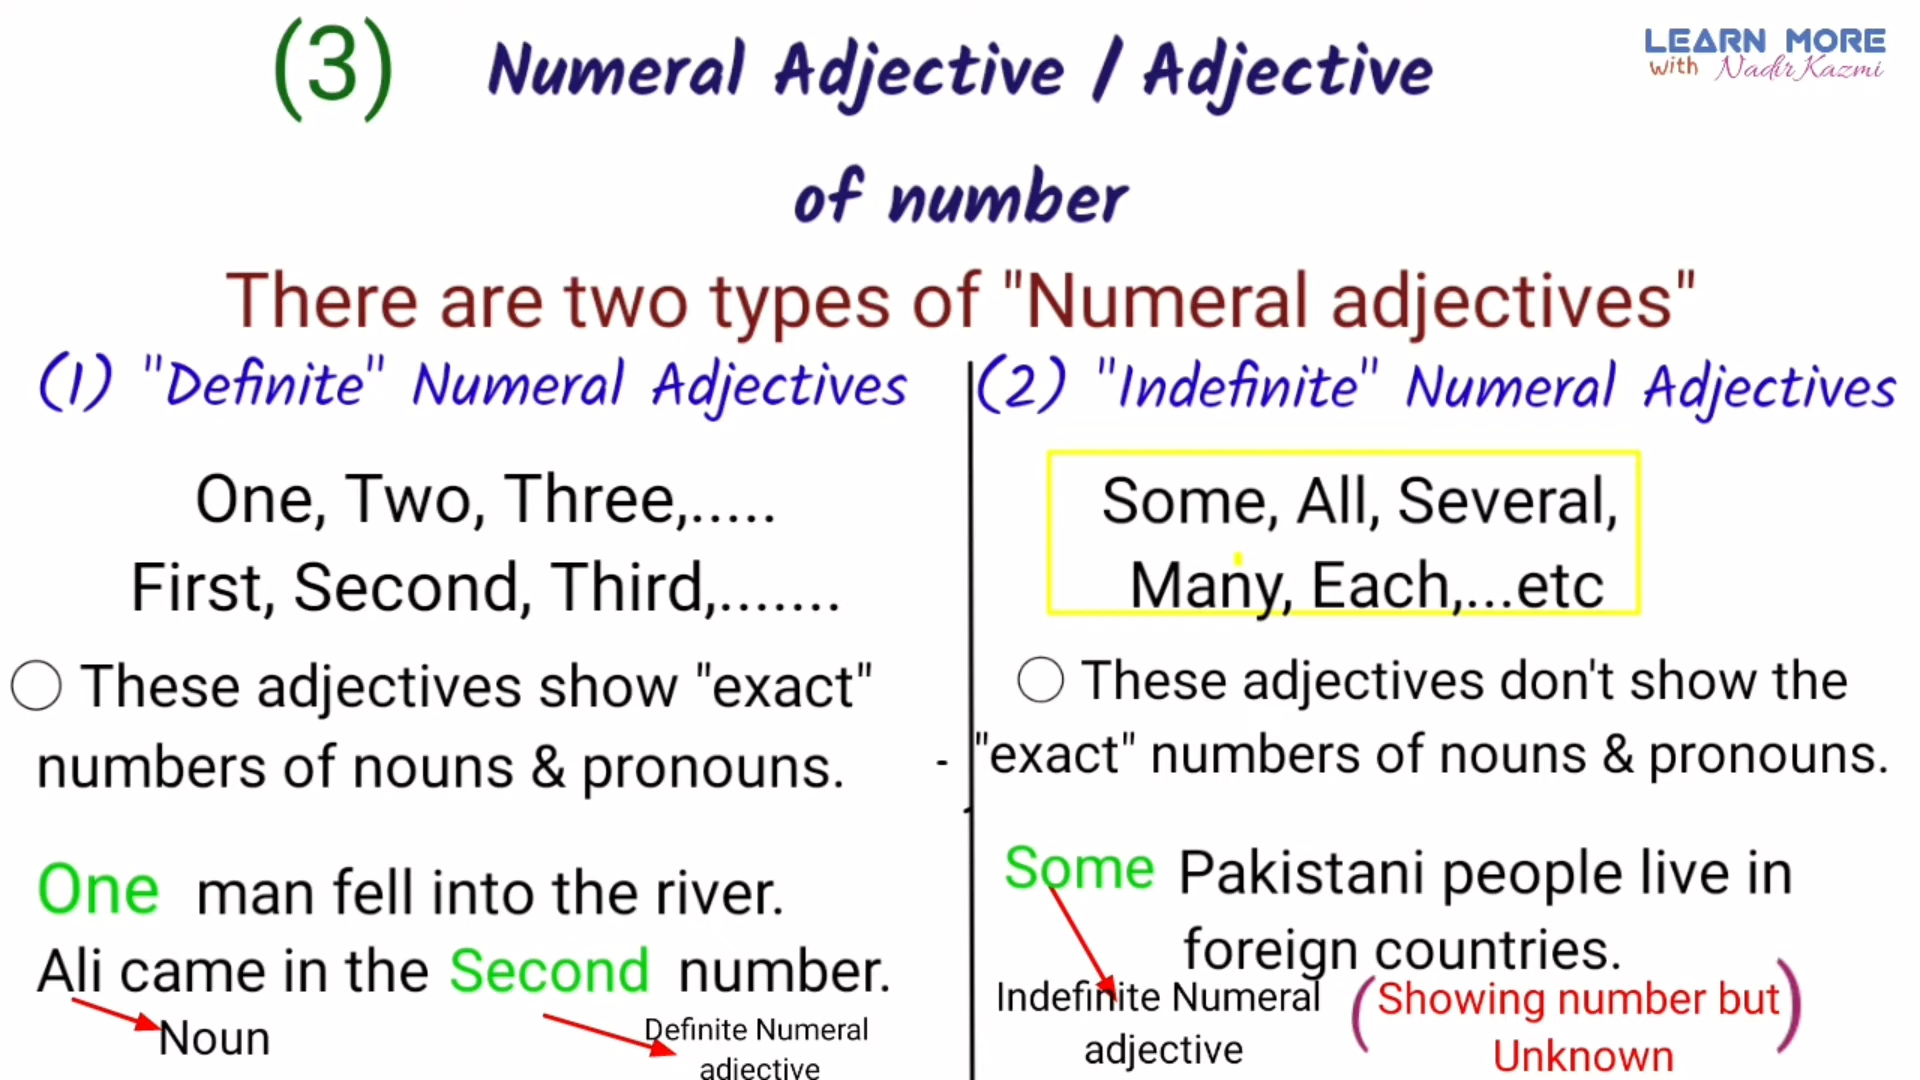 (3) Numeral Adjective / Adjective
of number
LEARN MORE
with Nadir Kazmi
There are two types of "Numeral adjectives"
(1) "Definite" Numeral Adjectives
One, Two, Three,.....
First, Second, Third,.......
These adjectives show "exact"
numbers of nouns & pronouns.
One man fell into the river.
Ali came in the Second number.
Noun
Definite Numeral
adjective
(2) "Indefinite" Numeral Adjectives
Some, All, Several,
Many, Each,...etc
These adjectives don't show the
"exact" numbers of nouns & pronouns.
Some Pakistani people live in
foreign countries.
Indefinite Numeral
adjective
(Showing number but
Unknown)